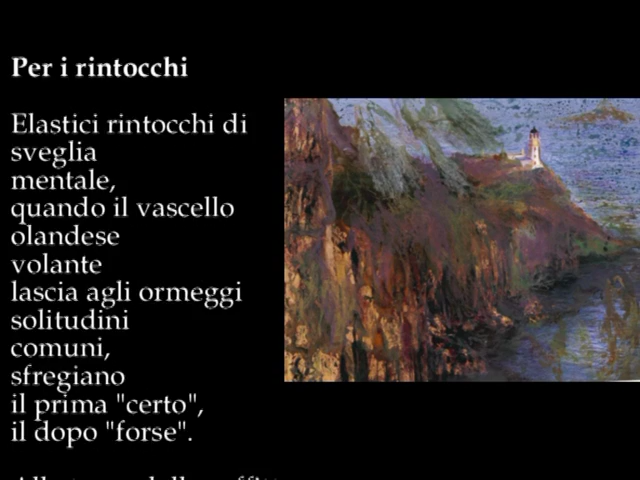 Per i rintocchi
Elastici rintocchi di
sveglia
mentale,
quando il vascello
olandese
volante
lascia agli ormeggi
solitudini
comuni,
sfregiano
il prima "certo",
il dopo "forse".